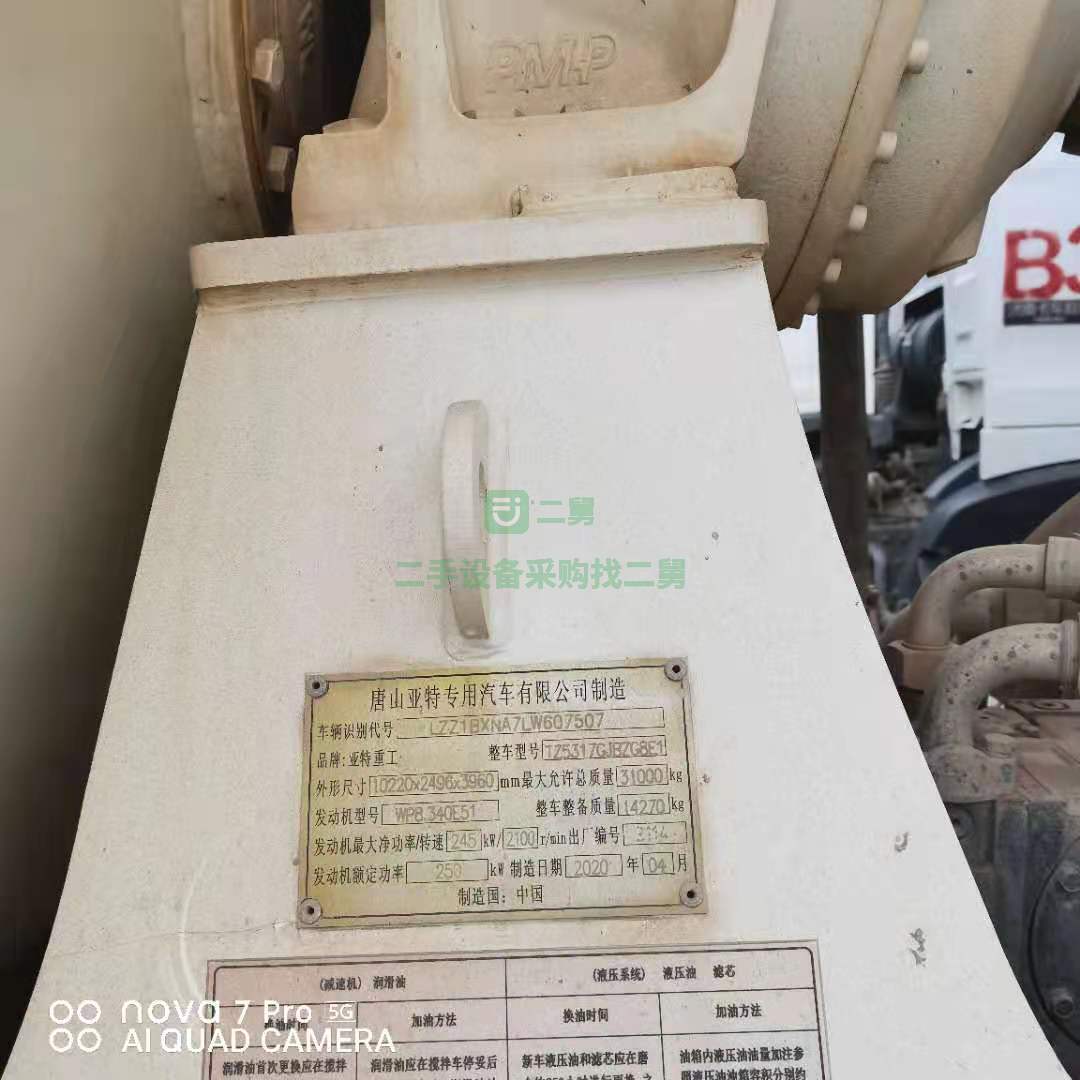 PMP
B3
二舅
二手设备采购找二舅
唐山亚特专用汽车有限公司制造
车辆识别代号 LZZ1BXNA7LW607507
品牌:亚特重工 整车型号 TZ5317GJBZG8E1
外形尺寸 10220x2496x3960 mm 最大允许总质量 31000 kg
发动机型号 WP8.340E51 整车整备质量 14270 kg
发动机最大净功率/转速 245 kW/ 2100 r/min 出厂编号
发动机额定功率 250 kW 制造日期 2020 年 04 月
制造国: 中国
(减速机) 润滑油 (液压系统) 液压油 滤芯
换油时间 加油方法 换油时间 加油方法
润滑油首次更换应在搅拌 润滑油应在搅拌车停妥后 新车液压油和滤芯应在磨 油箱内液压油油量加注参
照液压油油箱容积分别约
nova 7 Pro 5G
AI QUAD CAMERA